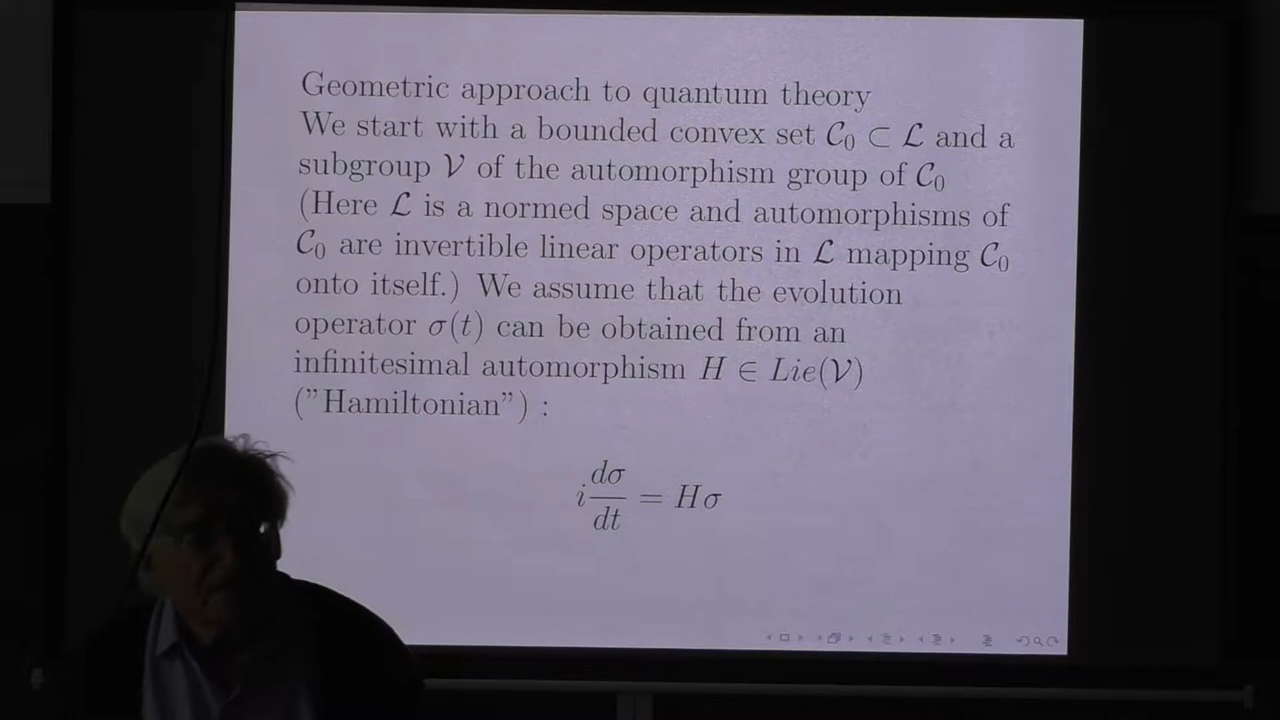 Geometric approach to quantum theory
We start with a bounded convex set 𝒞₀ ⊂ ℒ and a
subgroup 𝒱 of the automorphism group of 𝒞₀
(Here ℒ is a normed space and automorphisms of
𝒞₀ are invertible linear operators in ℒ mapping 𝒞₀
onto itself.) We assume that the evolution
operator σ(t) can be obtained from an
infinitesimal automorphism H ∈ Lie(𝒱)
("Hamiltonian") :
i dσ/dt = Hσ